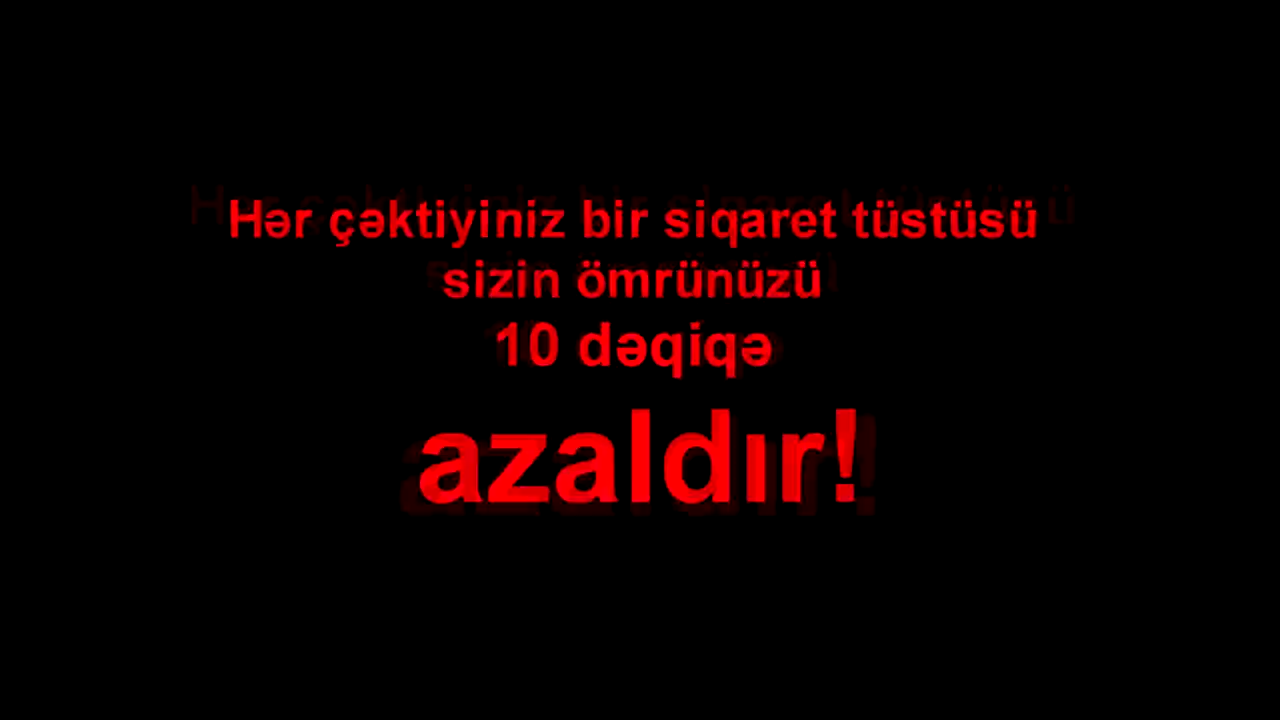 Hər çəktiyiniz bir siqaret tüstüsü
sizin ömrünüzü
10 dəqiqə
azaldır!